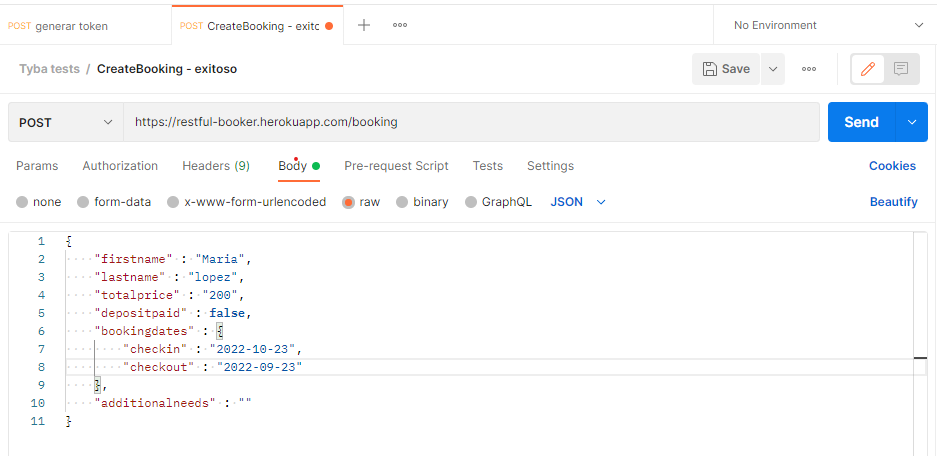 POST generar token
POST CreateBooking - exitc
No Environment
Tyba tests / CreateBooking - exitoso
Save
POST
https://restful-booker.herokuapp.com/booking
Send
Params Authorization Headers (9) Body Pre-request Script Tests Settings Cookies
none form-data x-www-form-urlencoded raw binary GraphQL JSON Beautify
1 {
2 "firstname" : "Maria",
3 "lastname" : "lopez",
4 "totalprice" : "200",
5 "depositpaid" : false,
6 "bookingdates" : {
7 "checkin" : "2022-10-23",
8 "checkout" : "2022-09-23"
9 },
10 "additionalneeds" : ""
11 }